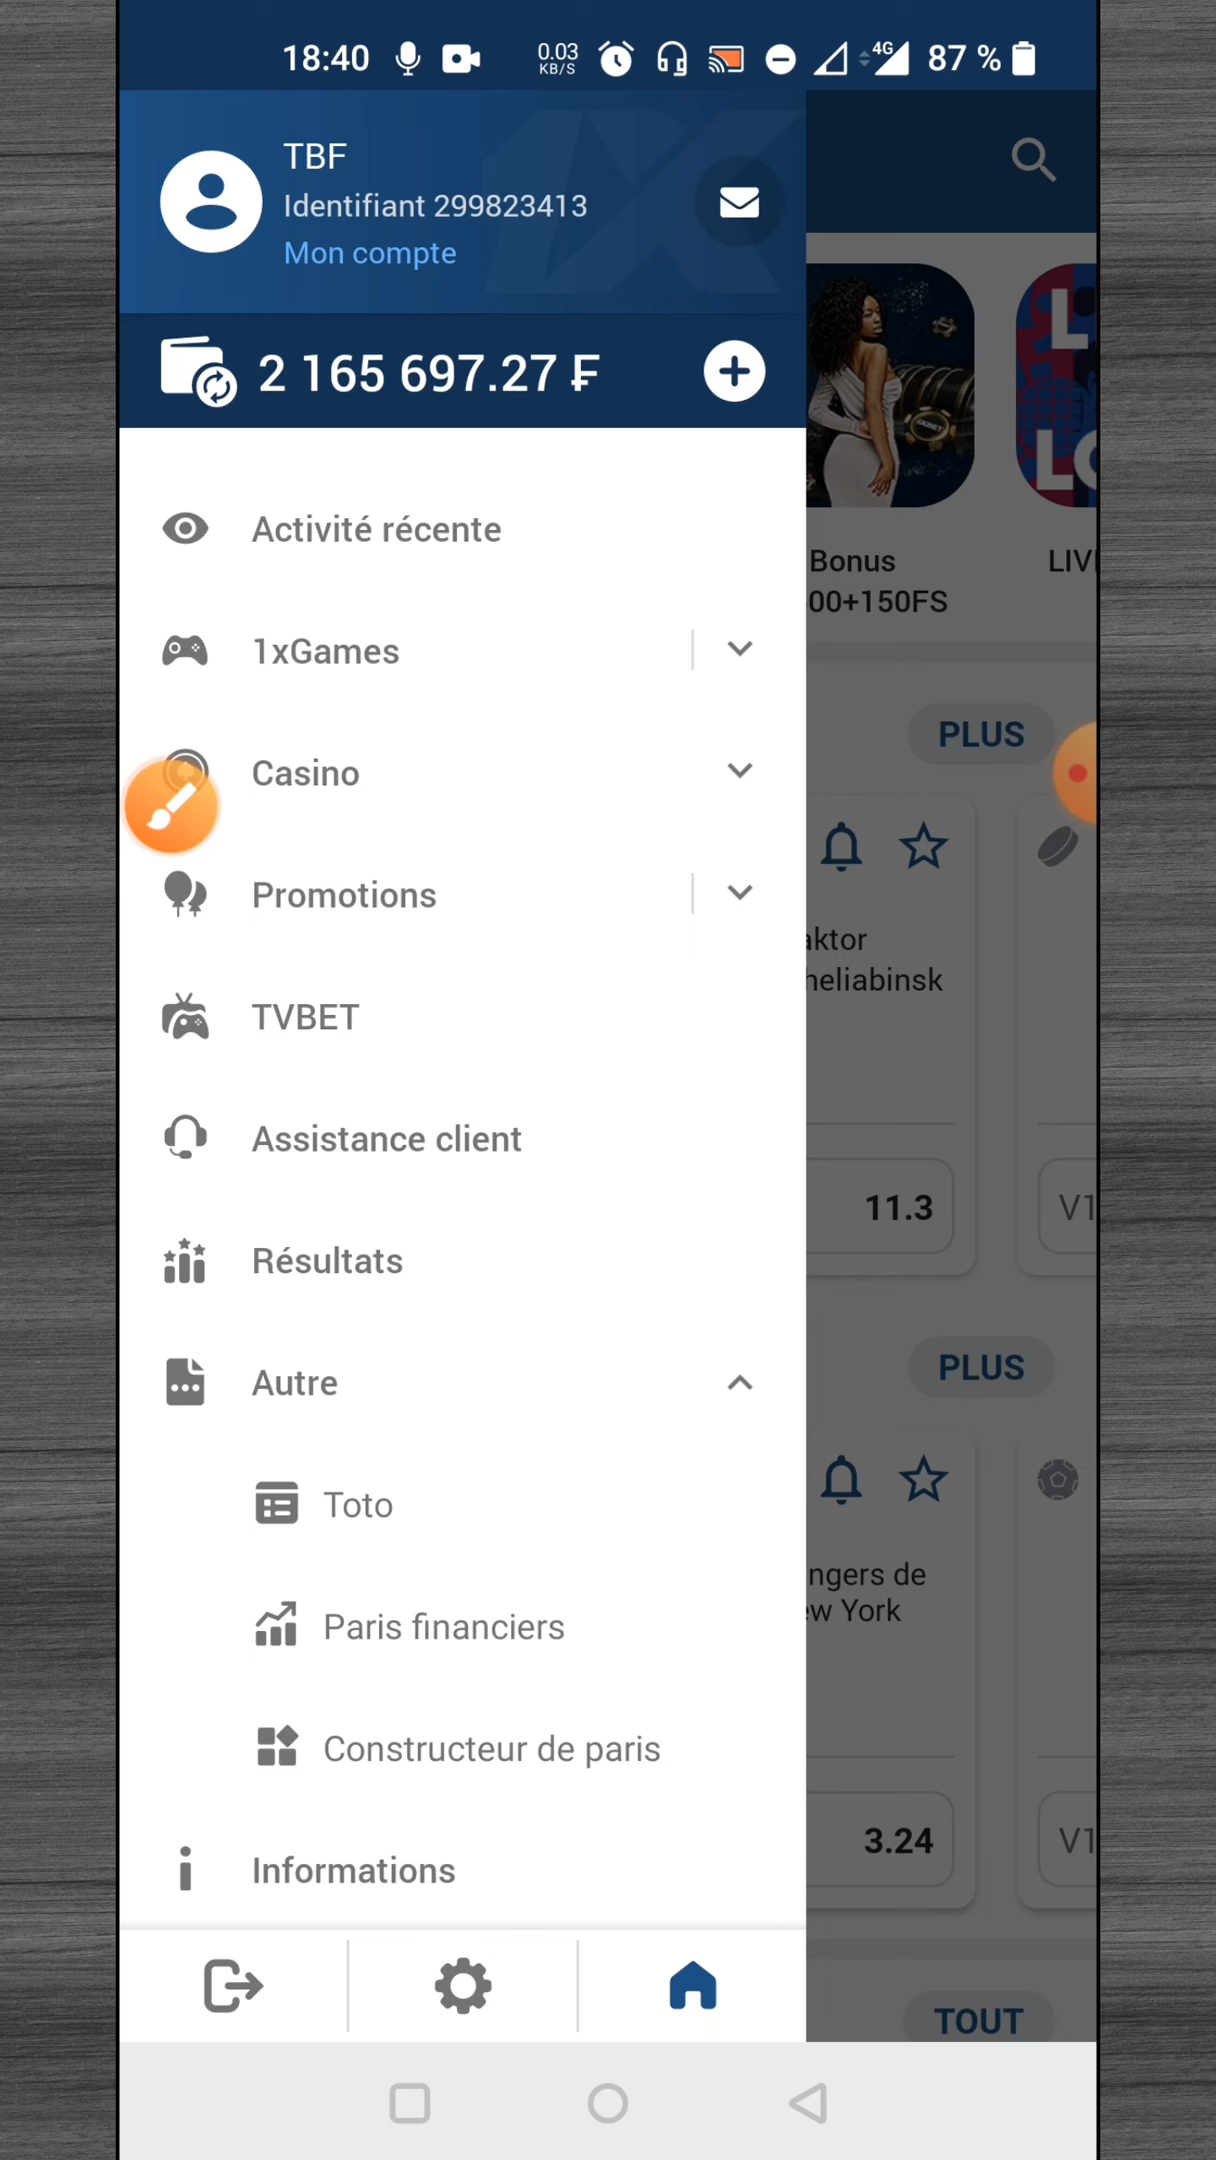 18:40 0.03 KB/S 4G 87 %
TBF
Identifiant 299823413
Mon compte
2 165 697.27 ₣
Activité récente
1xGames
Casino
Promotions
TVBET
Assistance client
Résultats
Autre
Toto
Paris financiers
Constructeur de paris
Informations
Bonus
00+150FS
LIV
PLUS
aktor
heliabinsk
11.3
V1
PLUS
ngers de
ew York
3.24
V1
TOUT